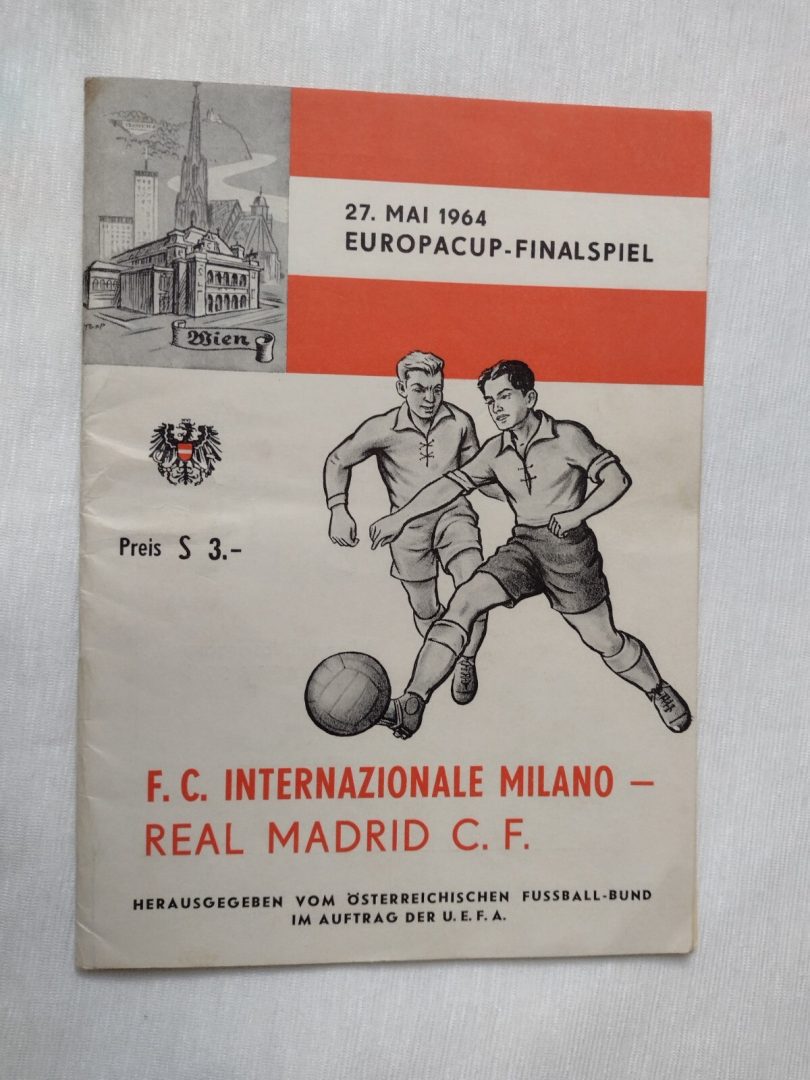 27. MAI 1964
EUROPACUP-FINALSPIEL
Wien
Preis S 3.-
F. C. INTERNAZIONALE MILANO –
REAL MADRID C. F.
HERAUSGEGEBEN VOM ÖSTERREICHISCHEN FUSSBALL-BUND
IM AUFTRAG DER U. E. F. A.